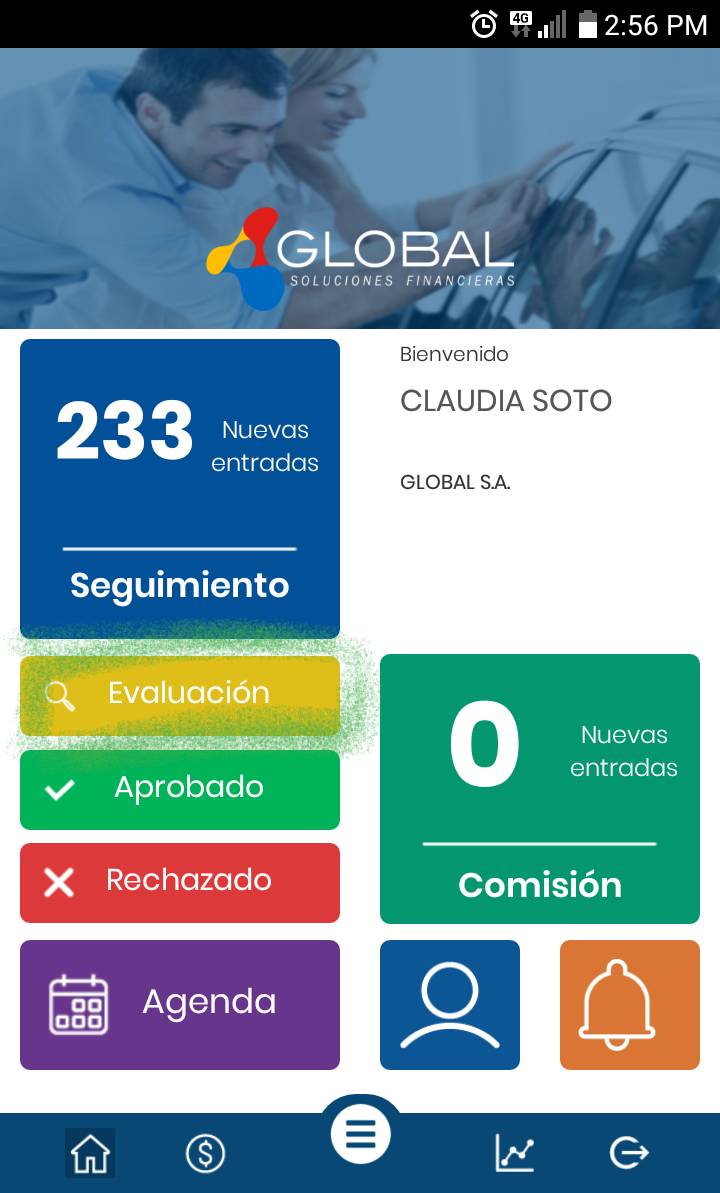 4G
2:56 PM
GLOBAL
SOLUCIONES FINANCIERAS
233
Nuevas
entradas
Seguimiento
Bienvenido
CLAUDIA SOTO
GLOBAL S.A.
Evaluación
Aprobado
Rechazado
0
Nuevas
entradas
Comisión
Agenda
$